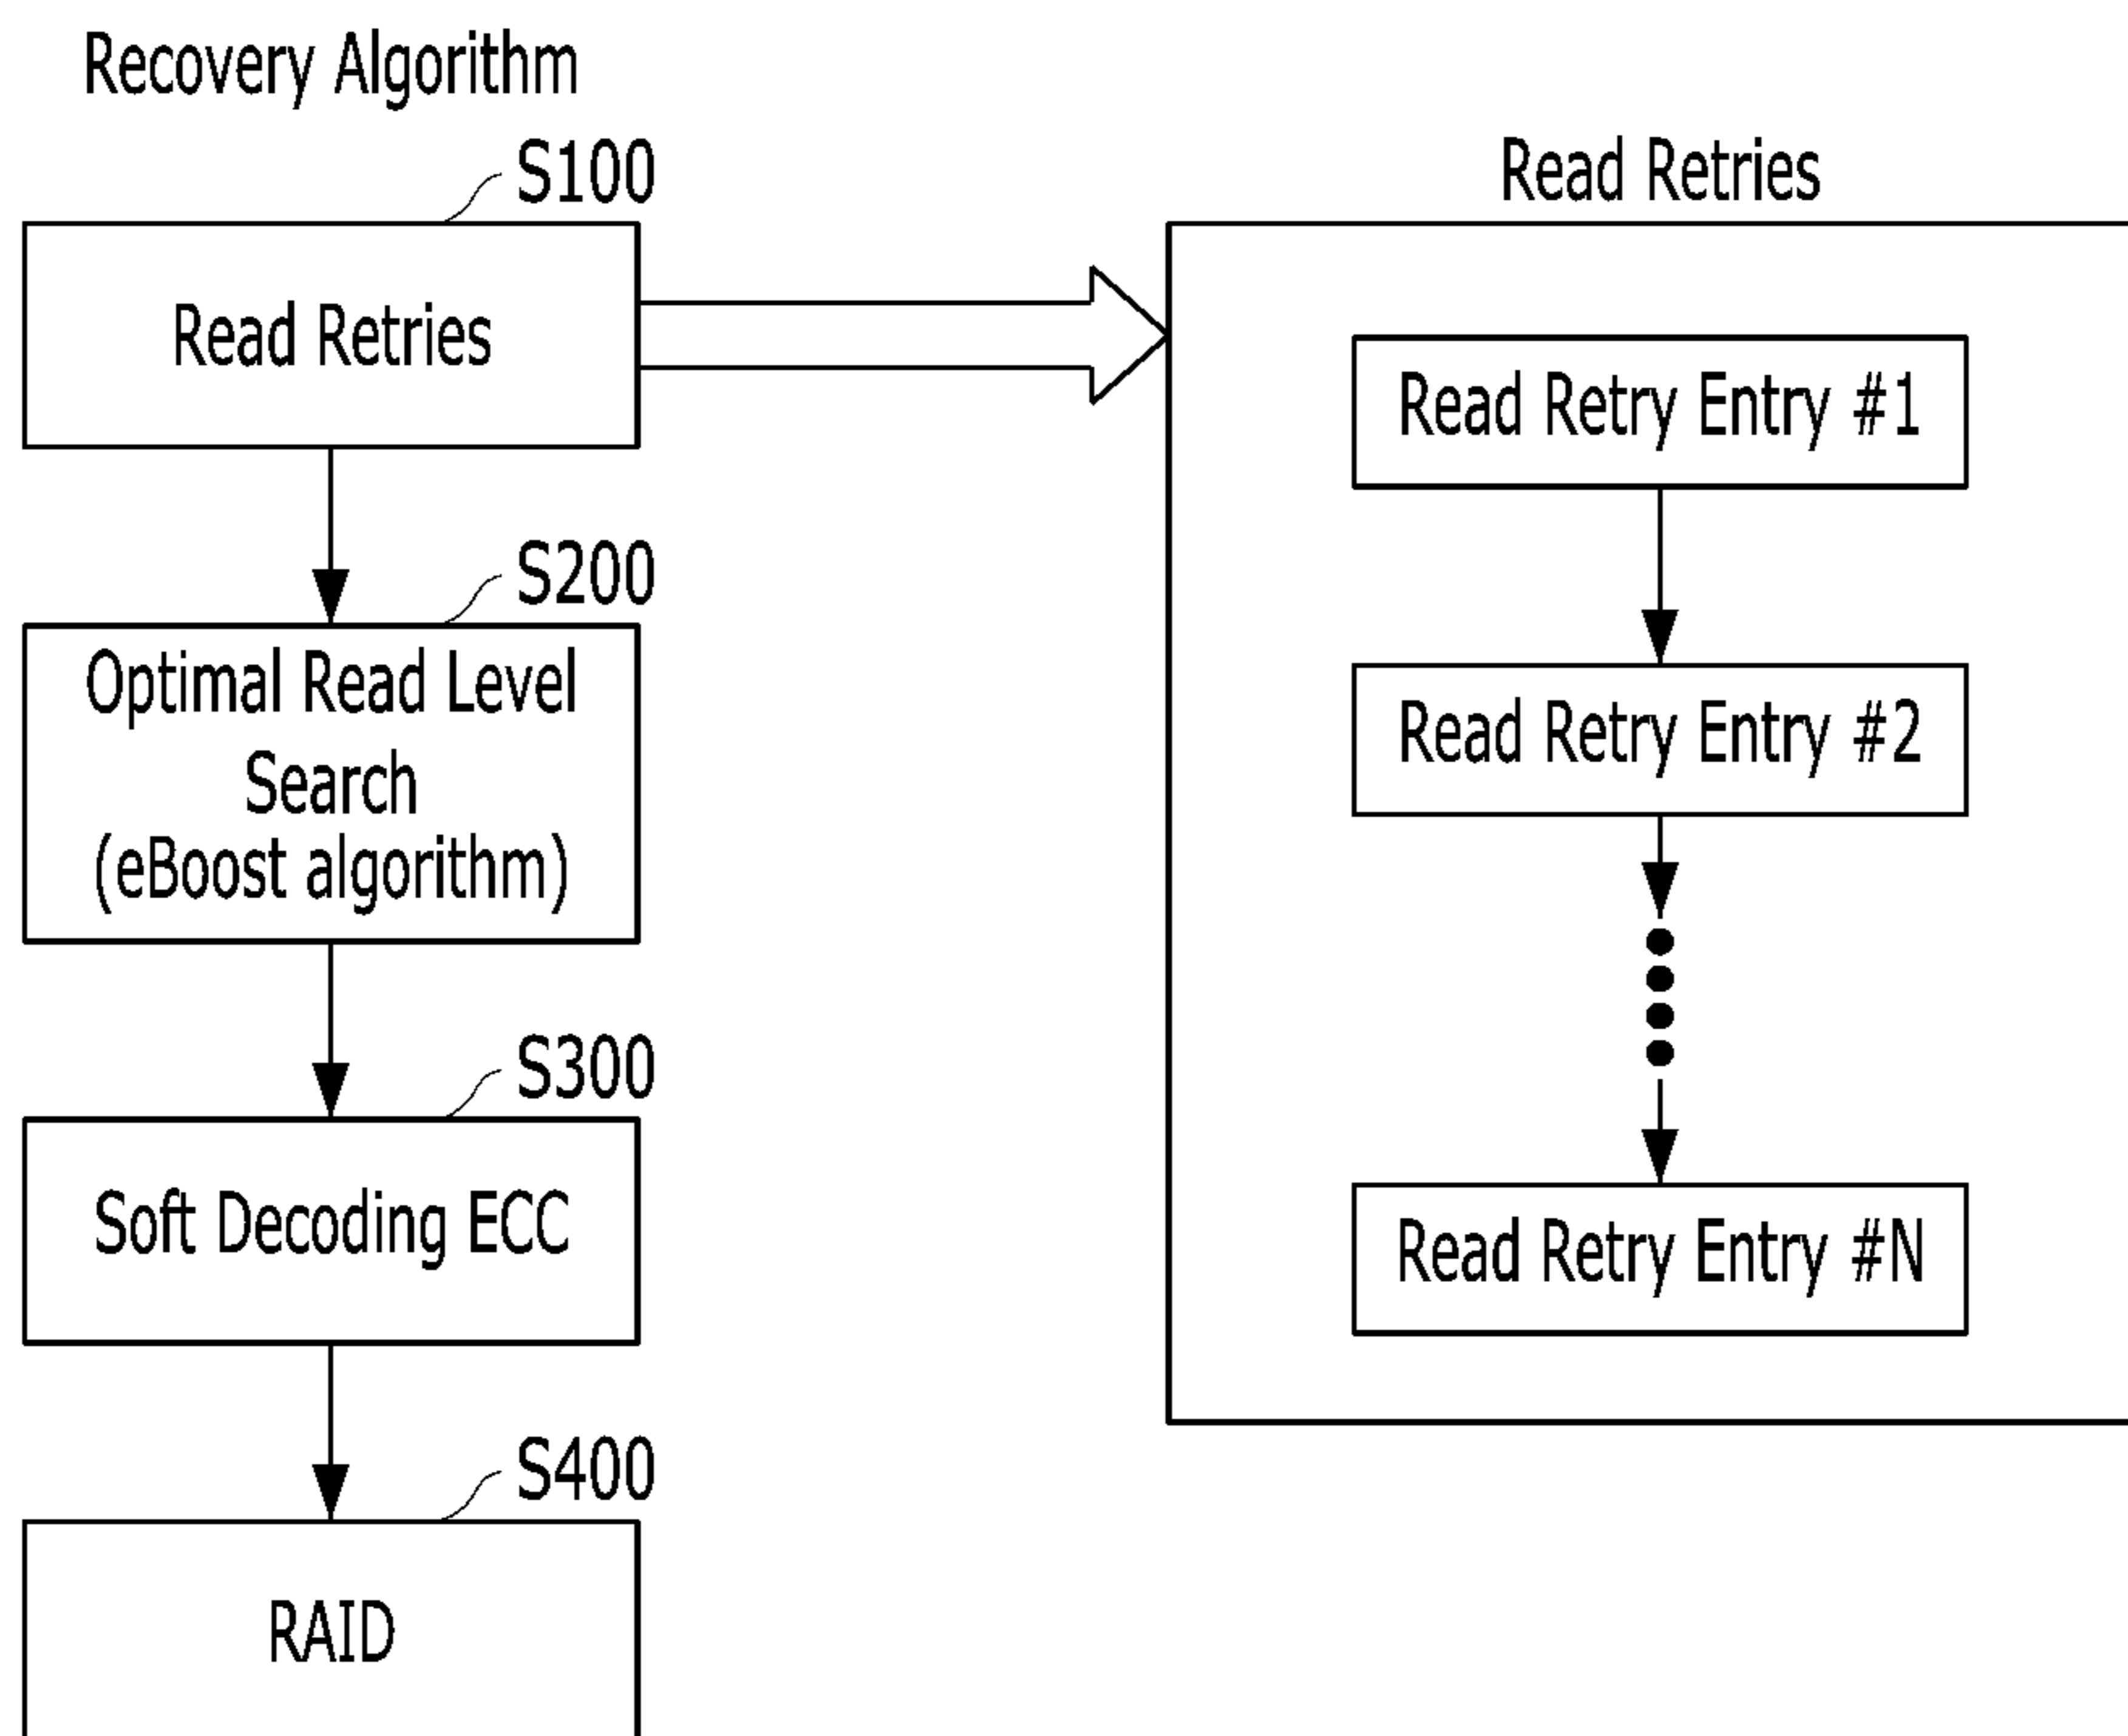 Recovery Algorithm
S100
Read Retries
S200
Optimal Read Level
Search
(eBoost algorithm)
S300
Soft Decoding ECC
S400
RAID
Read Retries
Read Retry Entry #1
Read Retry Entry #2
Read Retry Entry #N